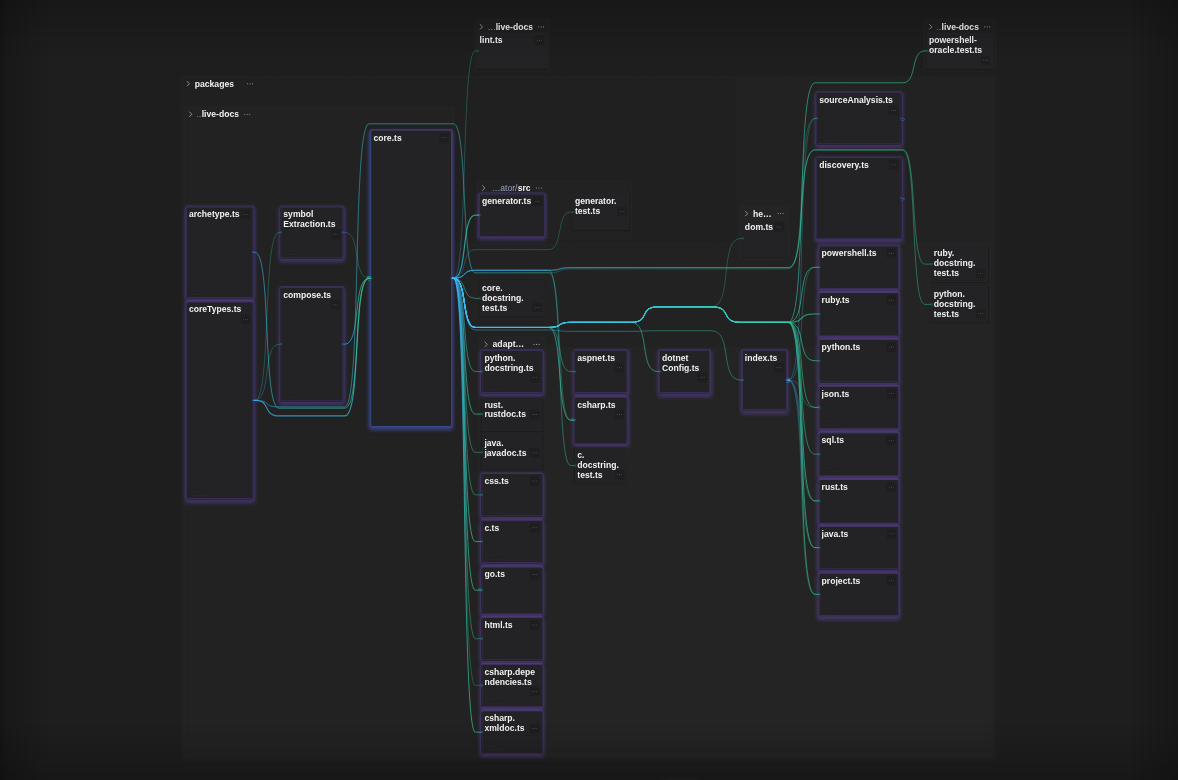 ...live-docs
lint.ts
...live-docs
powershell-
oracle.test.ts
packages
...live-docs
archetype.ts
coreTypes.ts
symbol
Extraction.ts
compose.ts
core.ts
...ator/src
generator.ts
generator.
test.ts
core.
docstring.
test.ts
adapt...
python.
docstring.ts
rust.
rustdoc.ts
java.
javadoc.ts
css.ts
c.ts
go.ts
html.ts
csharp.depe
ndencies.ts
csharp.
xmldoc.ts
aspnet.ts
csharp.ts
c.
docstring.
test.ts
dotnet
Config.ts
he...
dom.ts
index.ts
sourceAnalysis.ts
discovery.ts
powershell.ts
ruby.ts
python.ts
json.ts
sql.ts
rust.ts
java.ts
project.ts
ruby.
docstring.
test.ts
python.
docstring.
test.ts